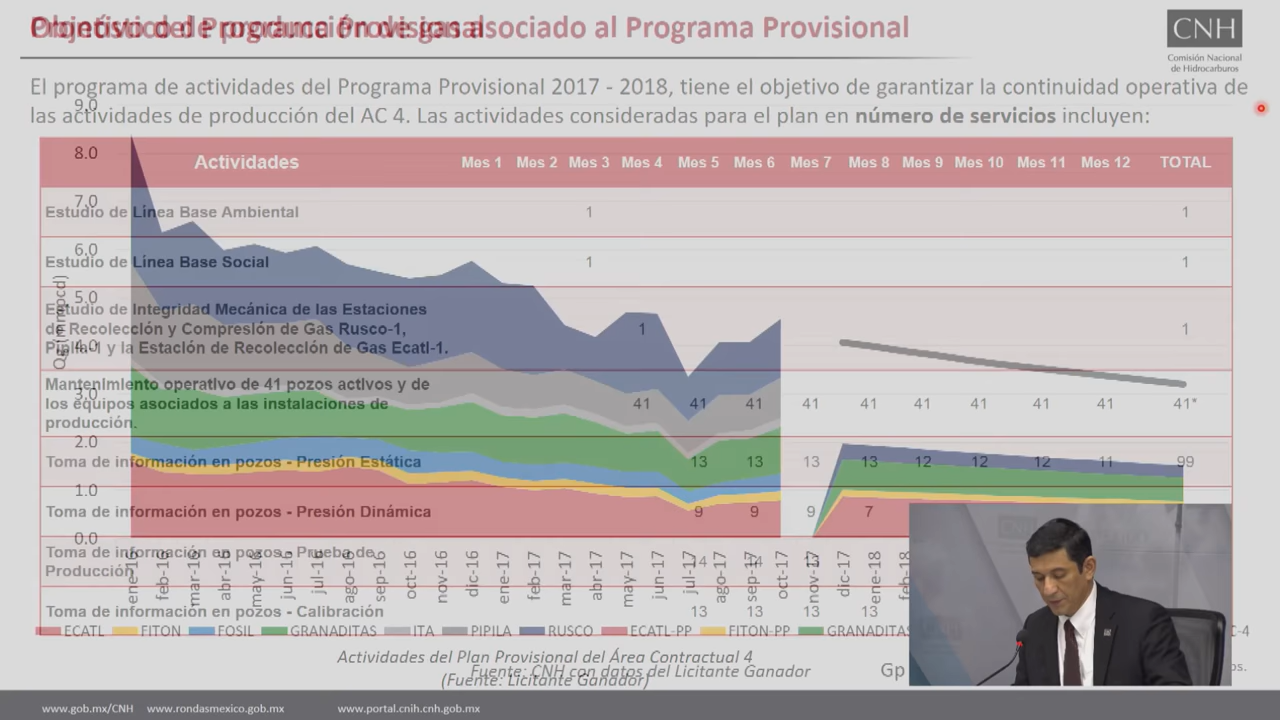 Objetivo del Programa Provisional
Pronóstico de producción de gas asociado al Programa Provisional
CNH
Comisión Nacional
de Hidrocarburos
El programa de actividades del Programa Provisional 2017 - 2018, tiene el objetivo de garantizar la continuidad operativa de
las actividades de producción del AC 4. Las actividades consideradas para el plan en número de servicios incluyen:
Actividades Mes 1 Mes 2 Mes 3 Mes 4 Mes 5 Mes 6 Mes 7 Mes 8 Mes 9 Mes 10 Mes 11 Mes 12 TOTAL
Estudio de Línea Base Ambiental 1 1
Estudio de Línea Base Social 1 1
Estudio de Integridad Mecánica de las Estaciones
de Recolección y Compresión de Gas Rusco-1,
Pípila-1 y la Estación de Recolección de Gas Ecatl-1. 1 1
Mantenimiento operativo de 41 pozos activos y de
los equipos asociados a las instalaciones de
producción. 41 41 41 41 41 41 41 41 41 41*
Toma de información en pozos - Presión Estática 13 13 13 13 12 12 12 11 99
Toma de información en pozos - Presión Dinámica 9 9 9 7
Toma de información en pozos - Prueba de
Producción 14 14 13
Toma de información en pozos - Calibración 13 13 13 13
9.0
8.0
7.0
6.0
5.0
4.0
3.0
2.0
1.0
0.0
(mmpcd)
ene-16 feb-16 mar-16 abr-16 may-16 jun-16 jul-16 ago-16 sep-16 oct-16 nov-16 dic-16 ene-17 feb-17 mar-17 abr-17 may-17 jun-17 jul-17 ago-17 sep-17 oct-17 nov-17 dic-17 ene-18
ECATL FITON FOSIL GRANADITAS ITA PIPILA RUSCO ECATL-PP FITON-PP GRANADITAS C-4
Actividades del Plan Provisional del Área Contractual 4
(Fuente: Licitante Ganador)
Fuente: CNH con datos del Licitante Ganador
Gp
os.
CNH
www.gob.mx/CNH www.rondasmexico.gob.mx www.portal.cnih.cnh.gob.mx